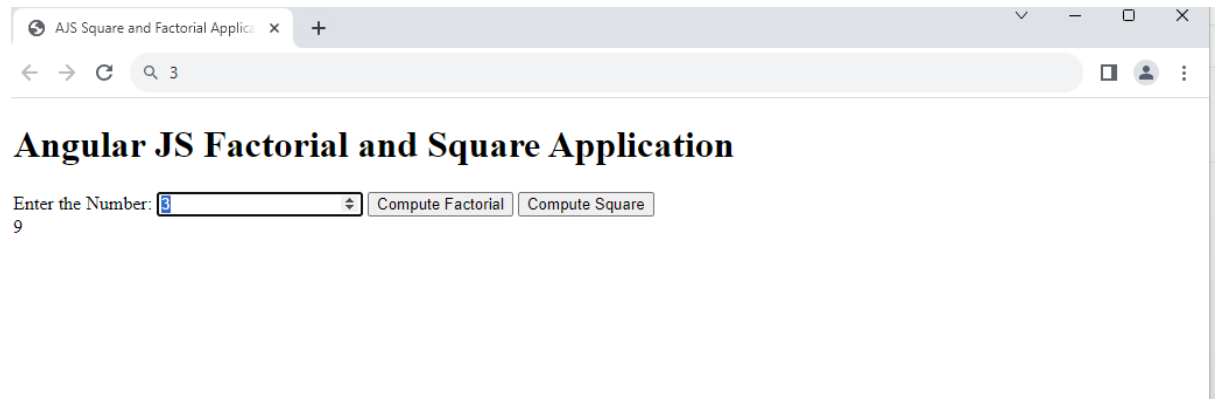 AJS Square and Factorial Applica
3
Angular JS Factorial and Square Application
Enter the Number: 3 Compute Factorial Compute Square
9